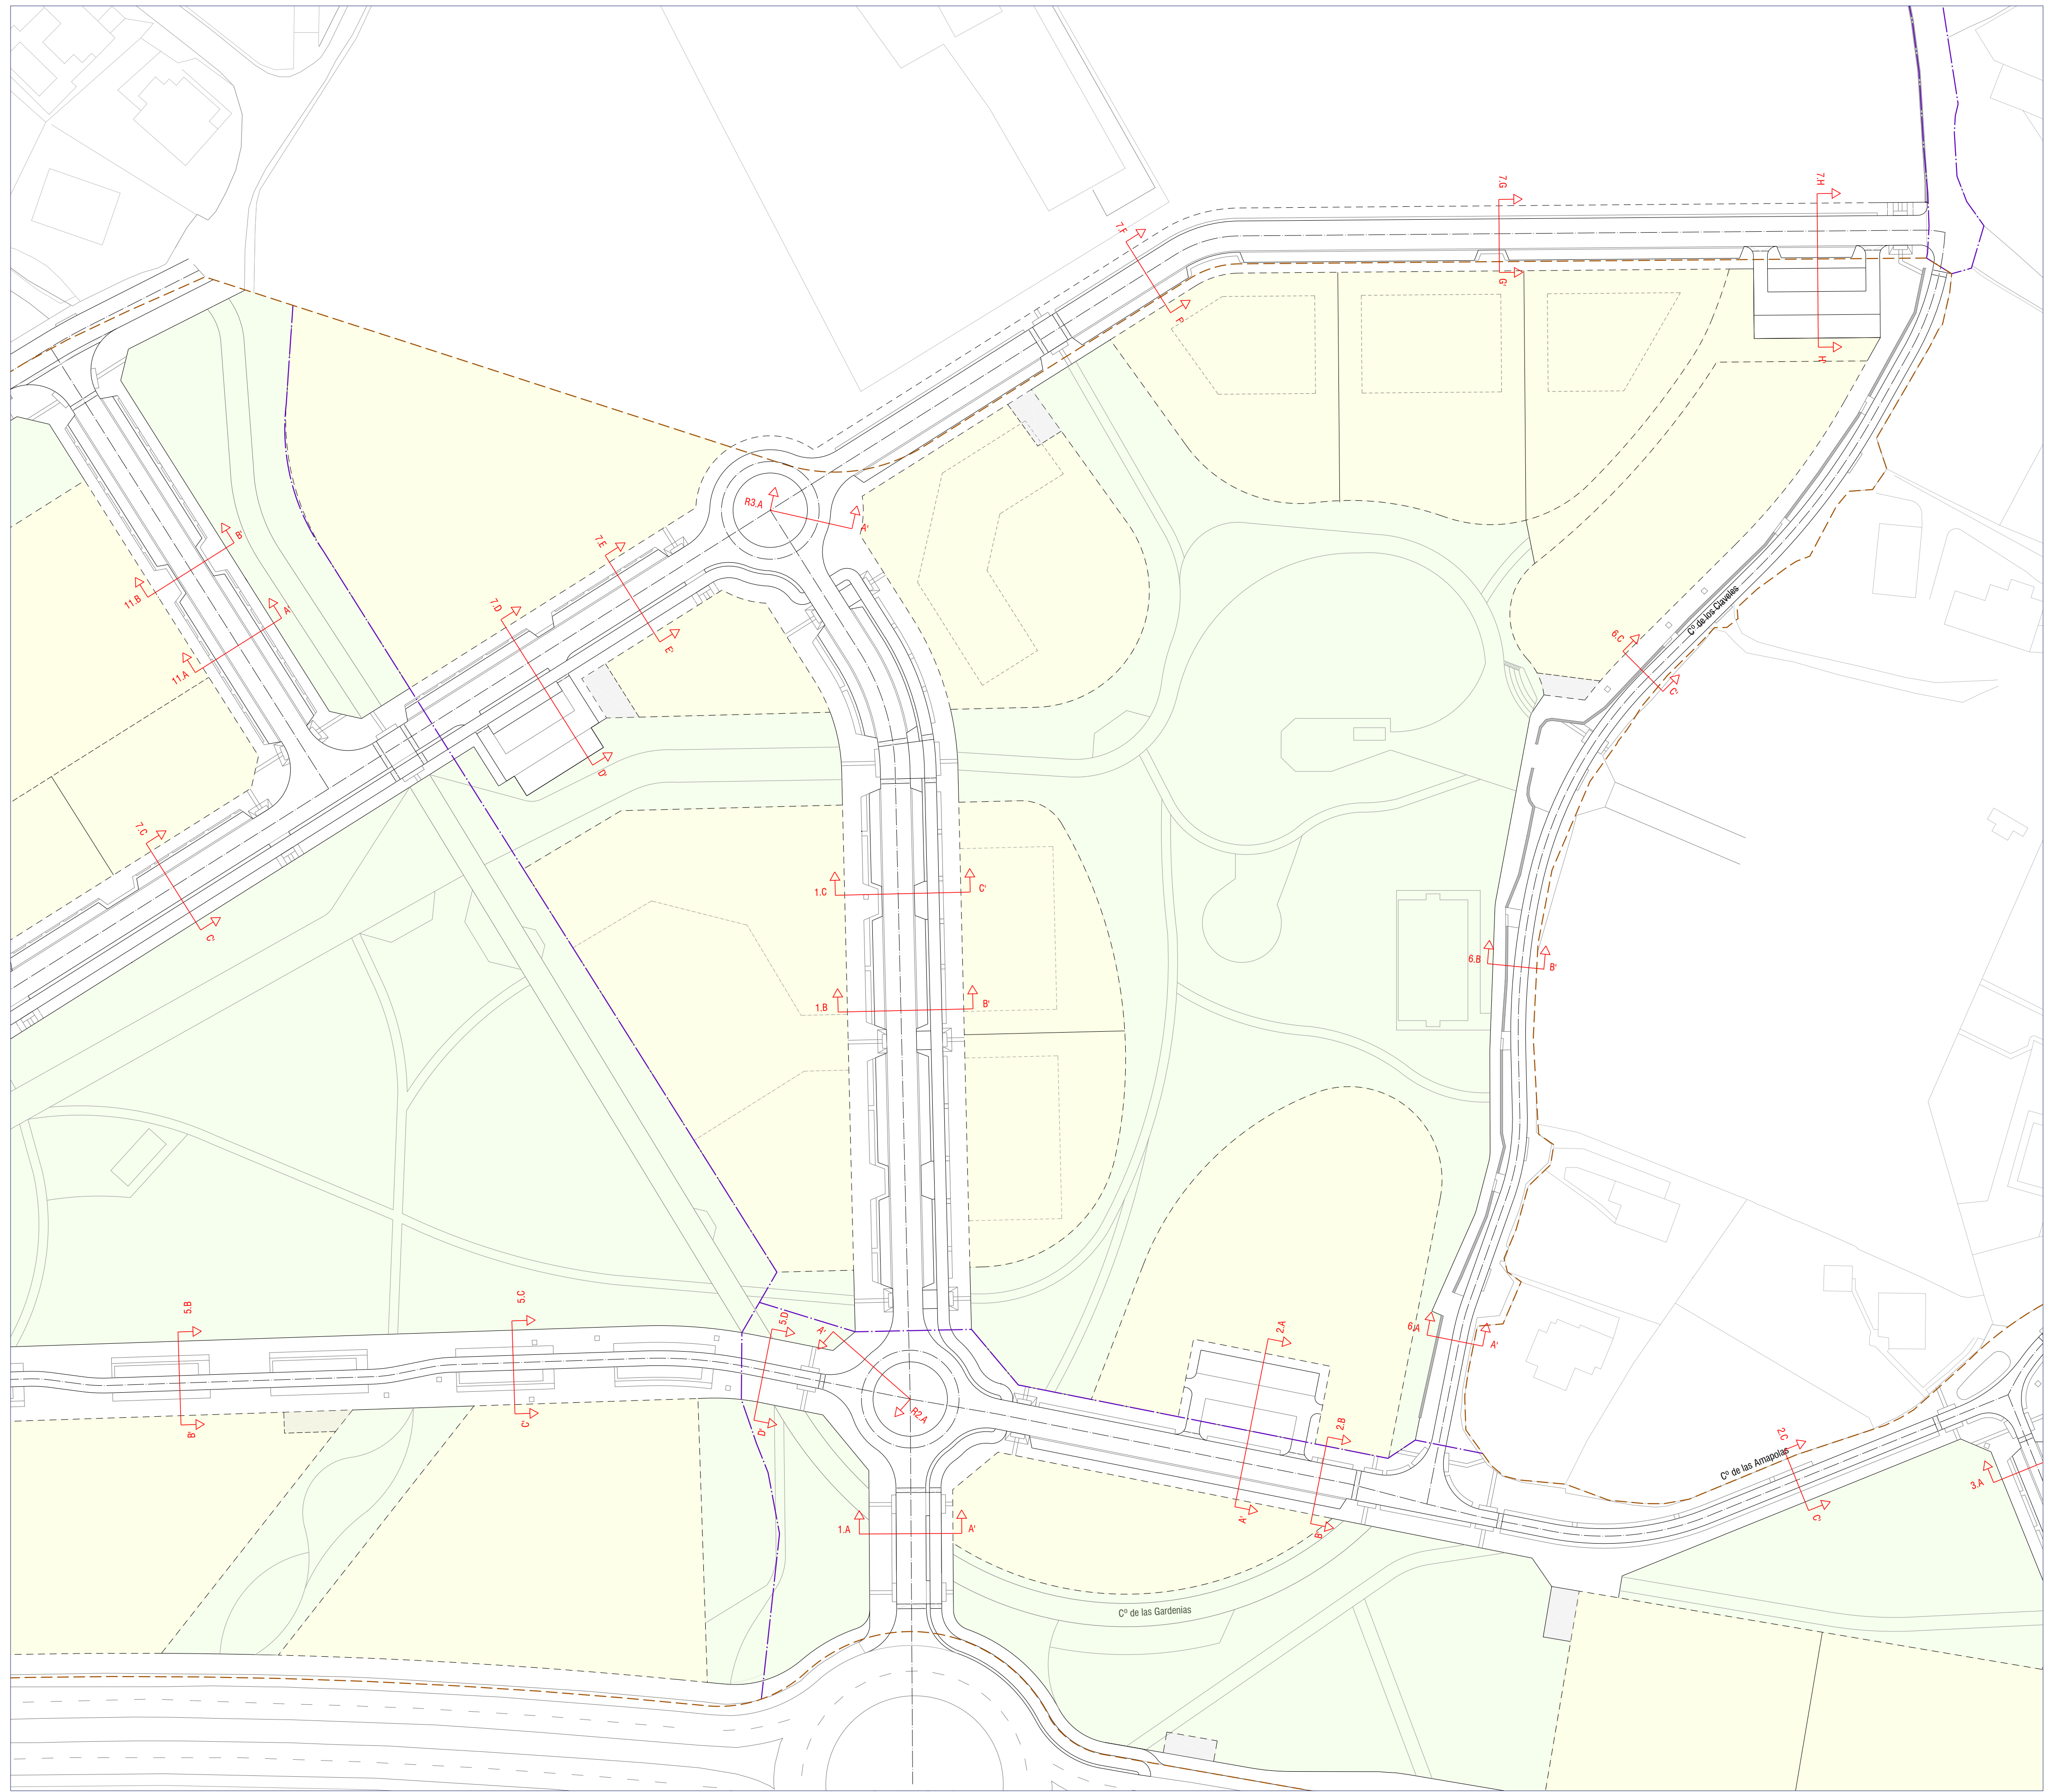 7.H
7.G
7.F
G'
F'
H'
R3.A
A'
B'
7.E
11.B
7.D
A'
Cº de los Claveles
6.C
E'
11.A
C'
D'
7.C
1.C
C'
C'
6.B
B'
1.B
B'
5.B
5.C
5.D
A'
2.A
6.A
A'
R2.A
B'
C'
D'
2.B
2.C
Cº de las Amapolas
3.A
A'
C'
1.A
A'
B'
Cº de las Gardenias